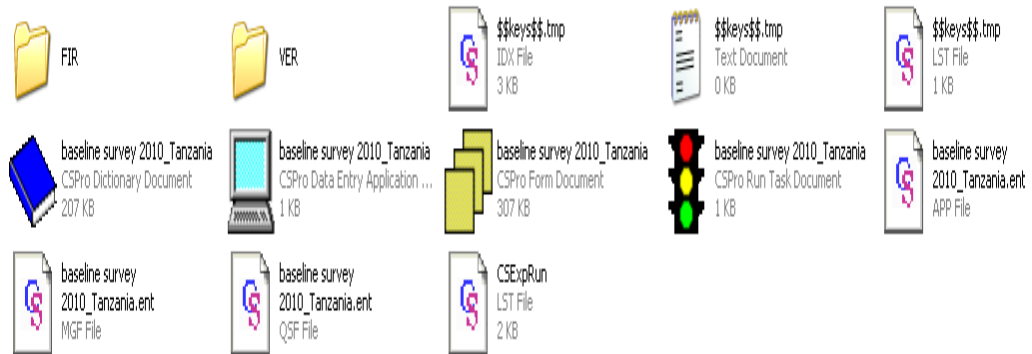 FIR
VER
$$keys$$.tmp
IDX File
3 KB
$$keys$$.tmp
Text Document
0 KB
$$keys$$.tmp
LST File
1 KB
baseline survey 2010_Tanzania
CSPro Dictionary Document
207 KB
baseline survey 2010_Tanzania
CSPro Data Entry Application ...
1 KB
baseline survey 2010_Tanzania
CSPro Form Document
307 KB
baseline survey 2010_Tanzania
CSPro Run Task Document
1 KB
baseline survey
2010_Tanzania.ent
APP File
baseline survey
2010_Tanzania.ent
MGF File
baseline survey
2010_Tanzania.ent
QSF File
CSExpRun
LST File
2 KB